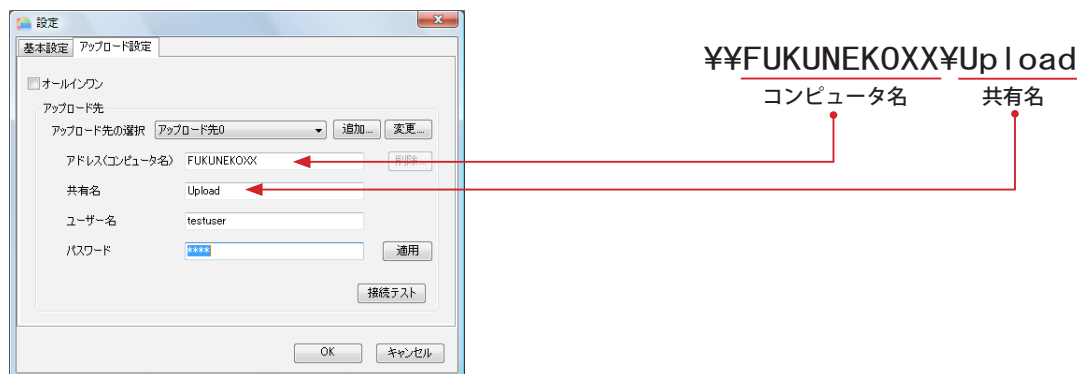 設定
基本設定 アップロード設定
オールインワン
アップロード先
アップロード先の選択 アップロード先0 追加... 変更...
アドレス(コンピュータ名) FUKUNEKOXX 削除...
共有名 Upload
ユーザー名 testuser
パスワード **** 適用
接続テスト
OK キャンセル
¥¥FUKUNEKOXX¥Upload
コンピュータ名 共有名